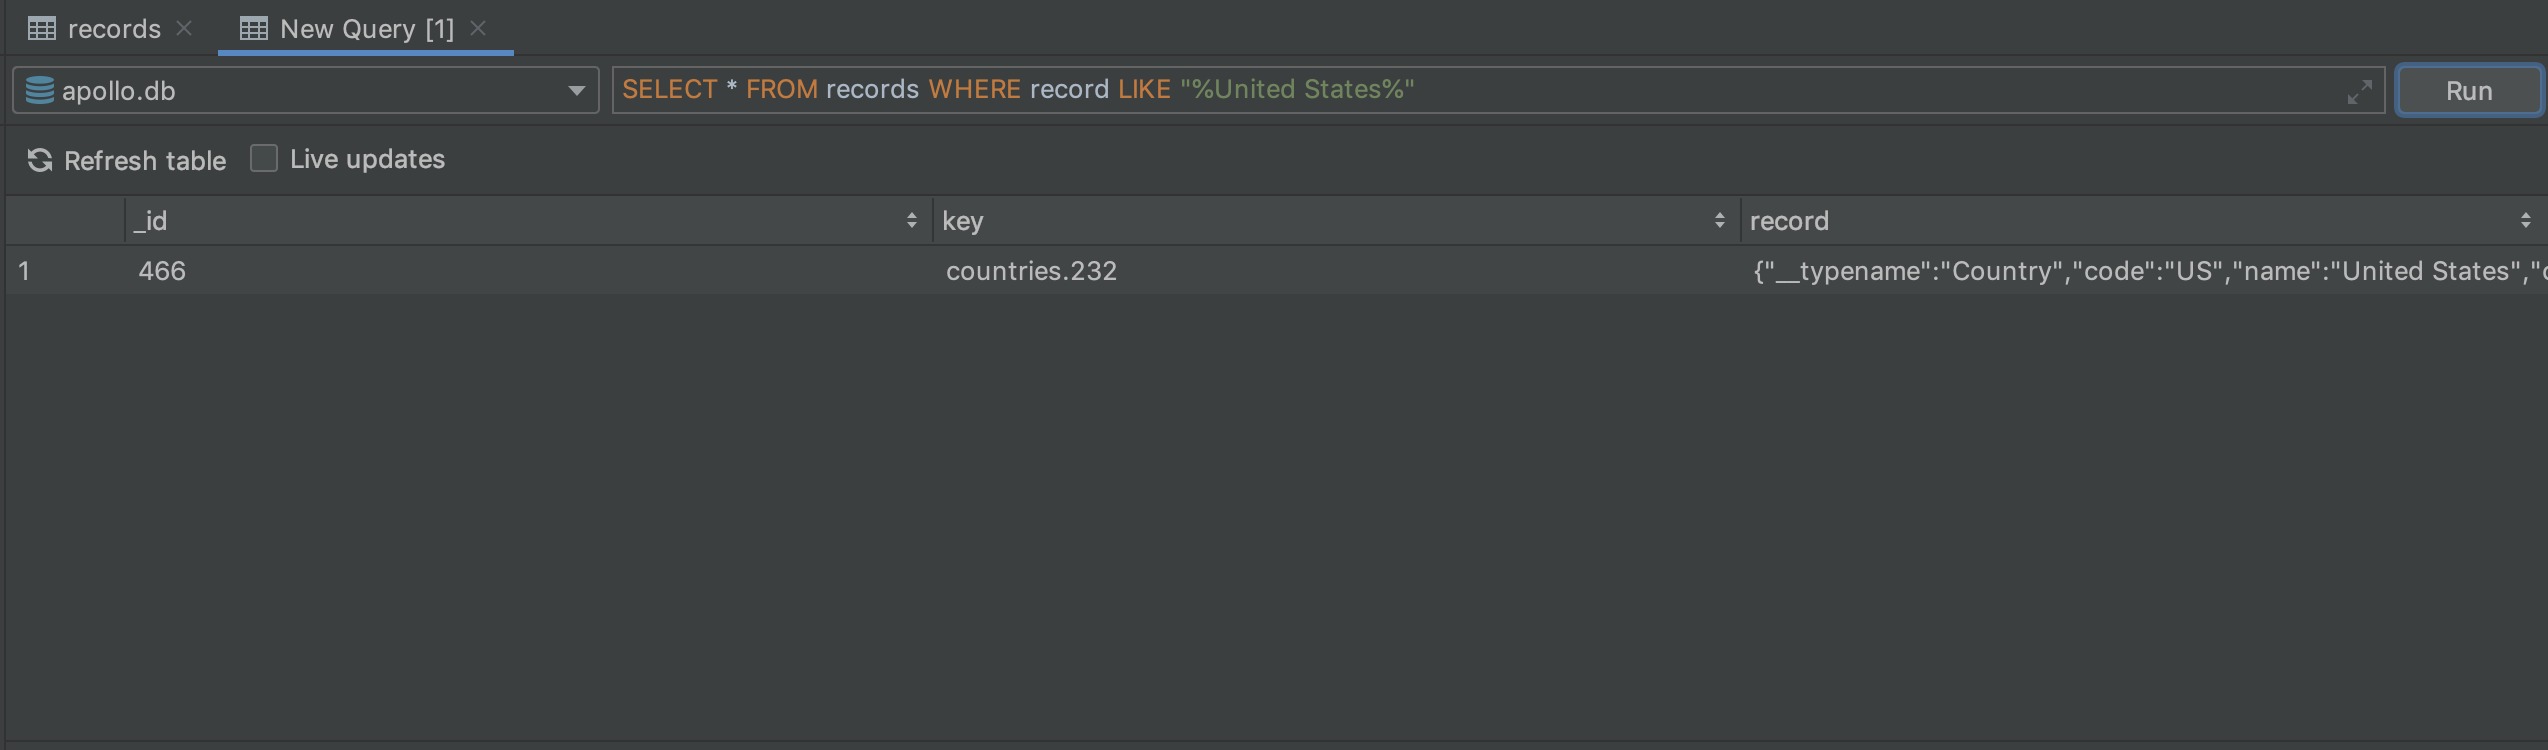 records
New Query [1]
apollo.db
SELECT * FROM records WHERE record LIKE "%United States%"
Run
Refresh table
Live updates
_id
key
record
1
466
countries.232
{"__typename":"Country","code":"US","name":"United States","c